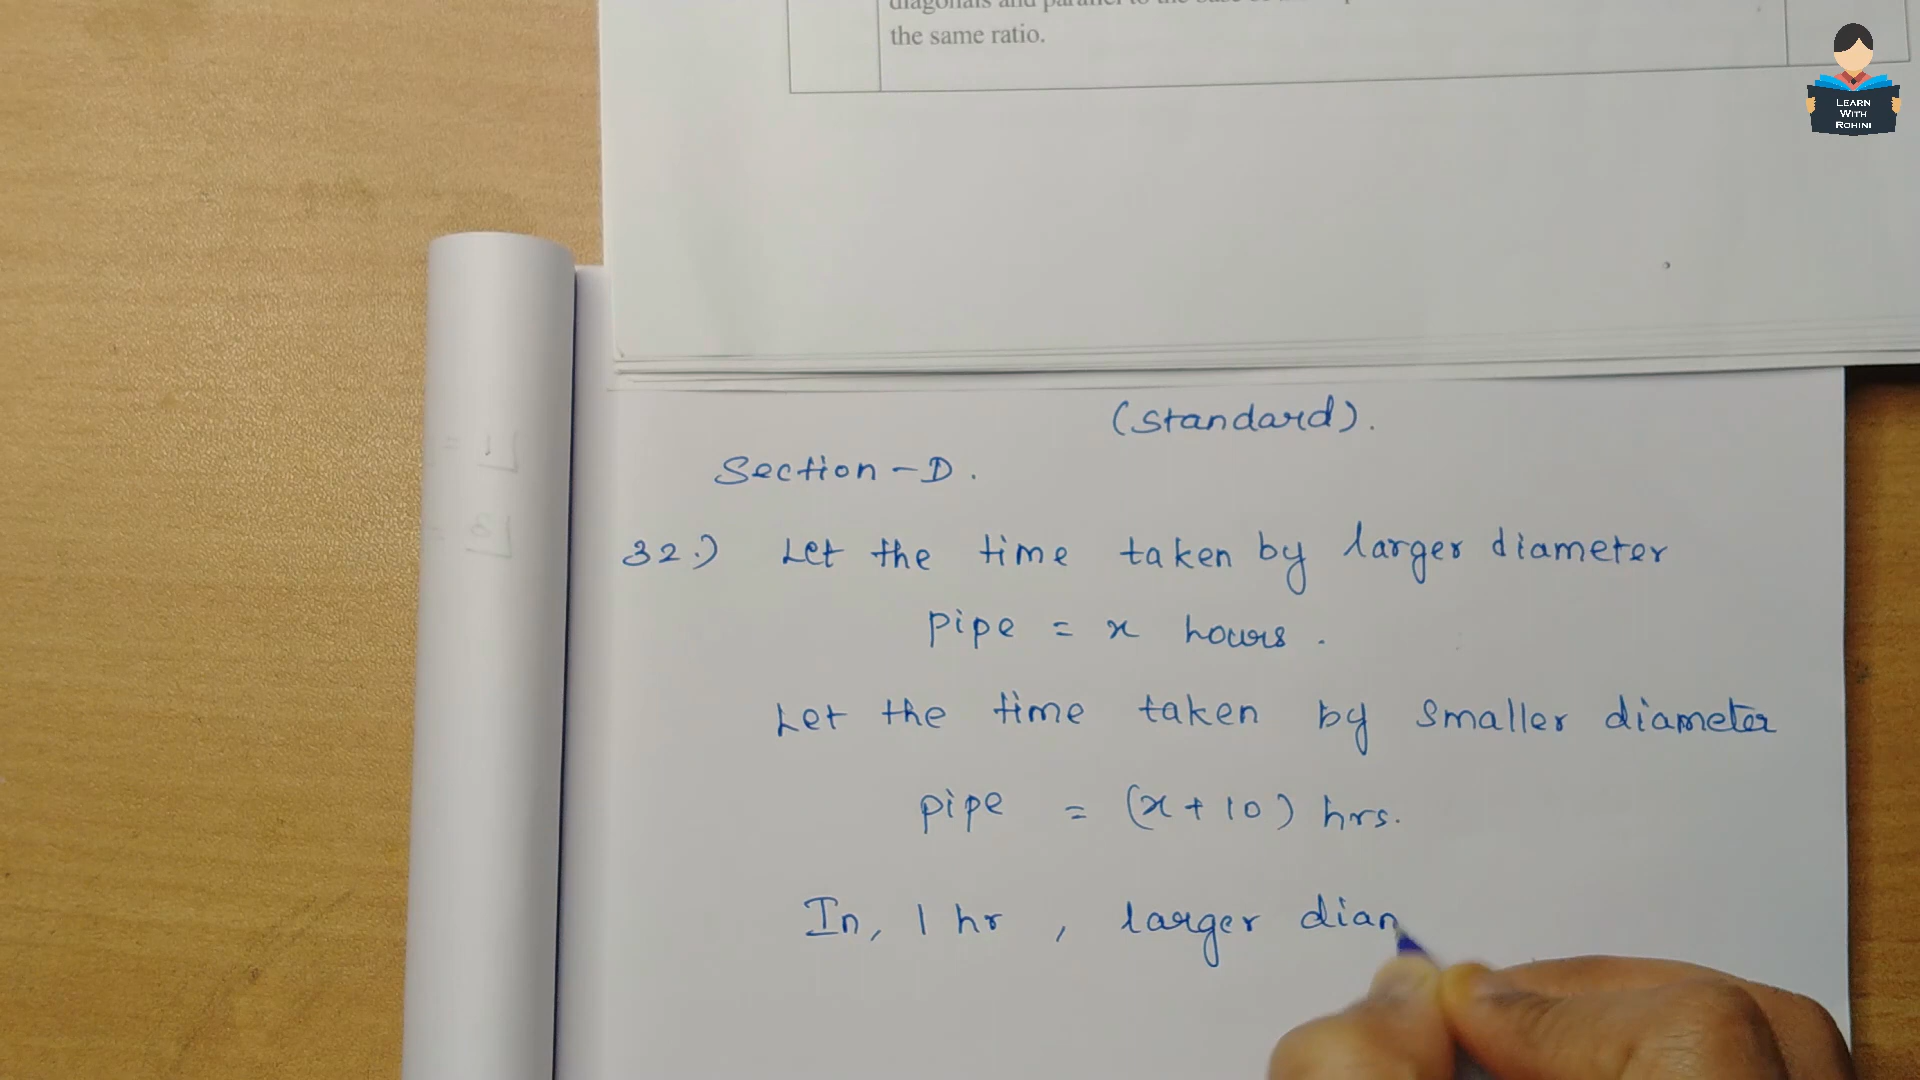 the same ratio.
LEARN
WITH
ROHINI
(Standard).
Section - D.
32.) Let the time taken by larger diameter
pipe = x hours.
Let the time taken by smaller diameter
pipe = (x + 10) hrs.
In, 1 hr , larger diam